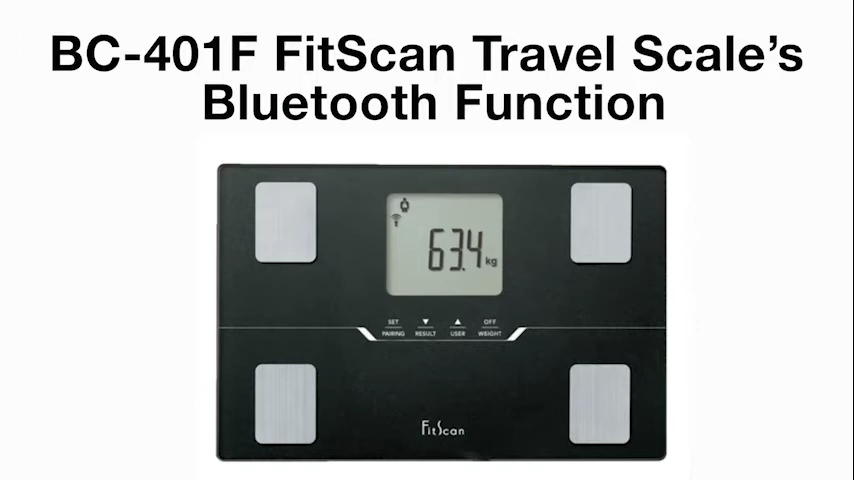 BC-401F FitScan Travel Scale’s
Bluetooth Function
63.4 kg
SET ▼ ▲ OFF
PAIRING RESULT USER WEIGHT
FitScan